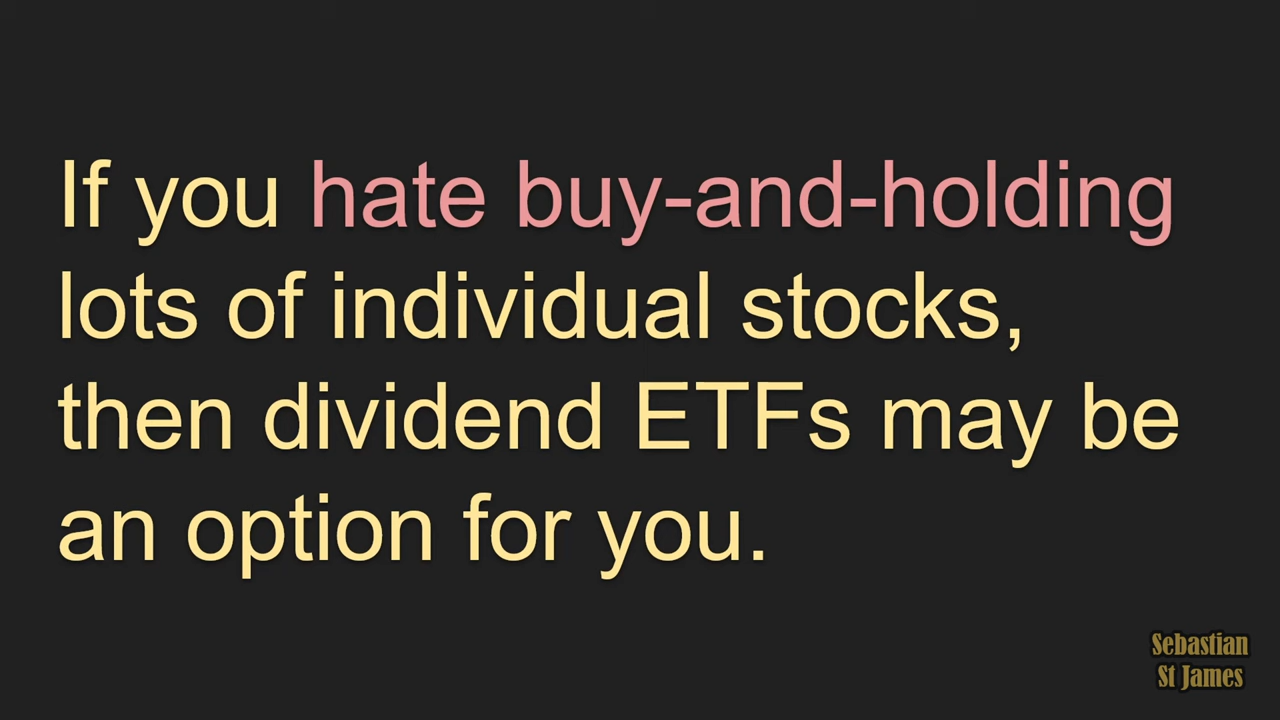 If you hate buy-and-holding
lots of individual stocks,
then dividend ETFs may be
an option for you.
Sebastian
St James